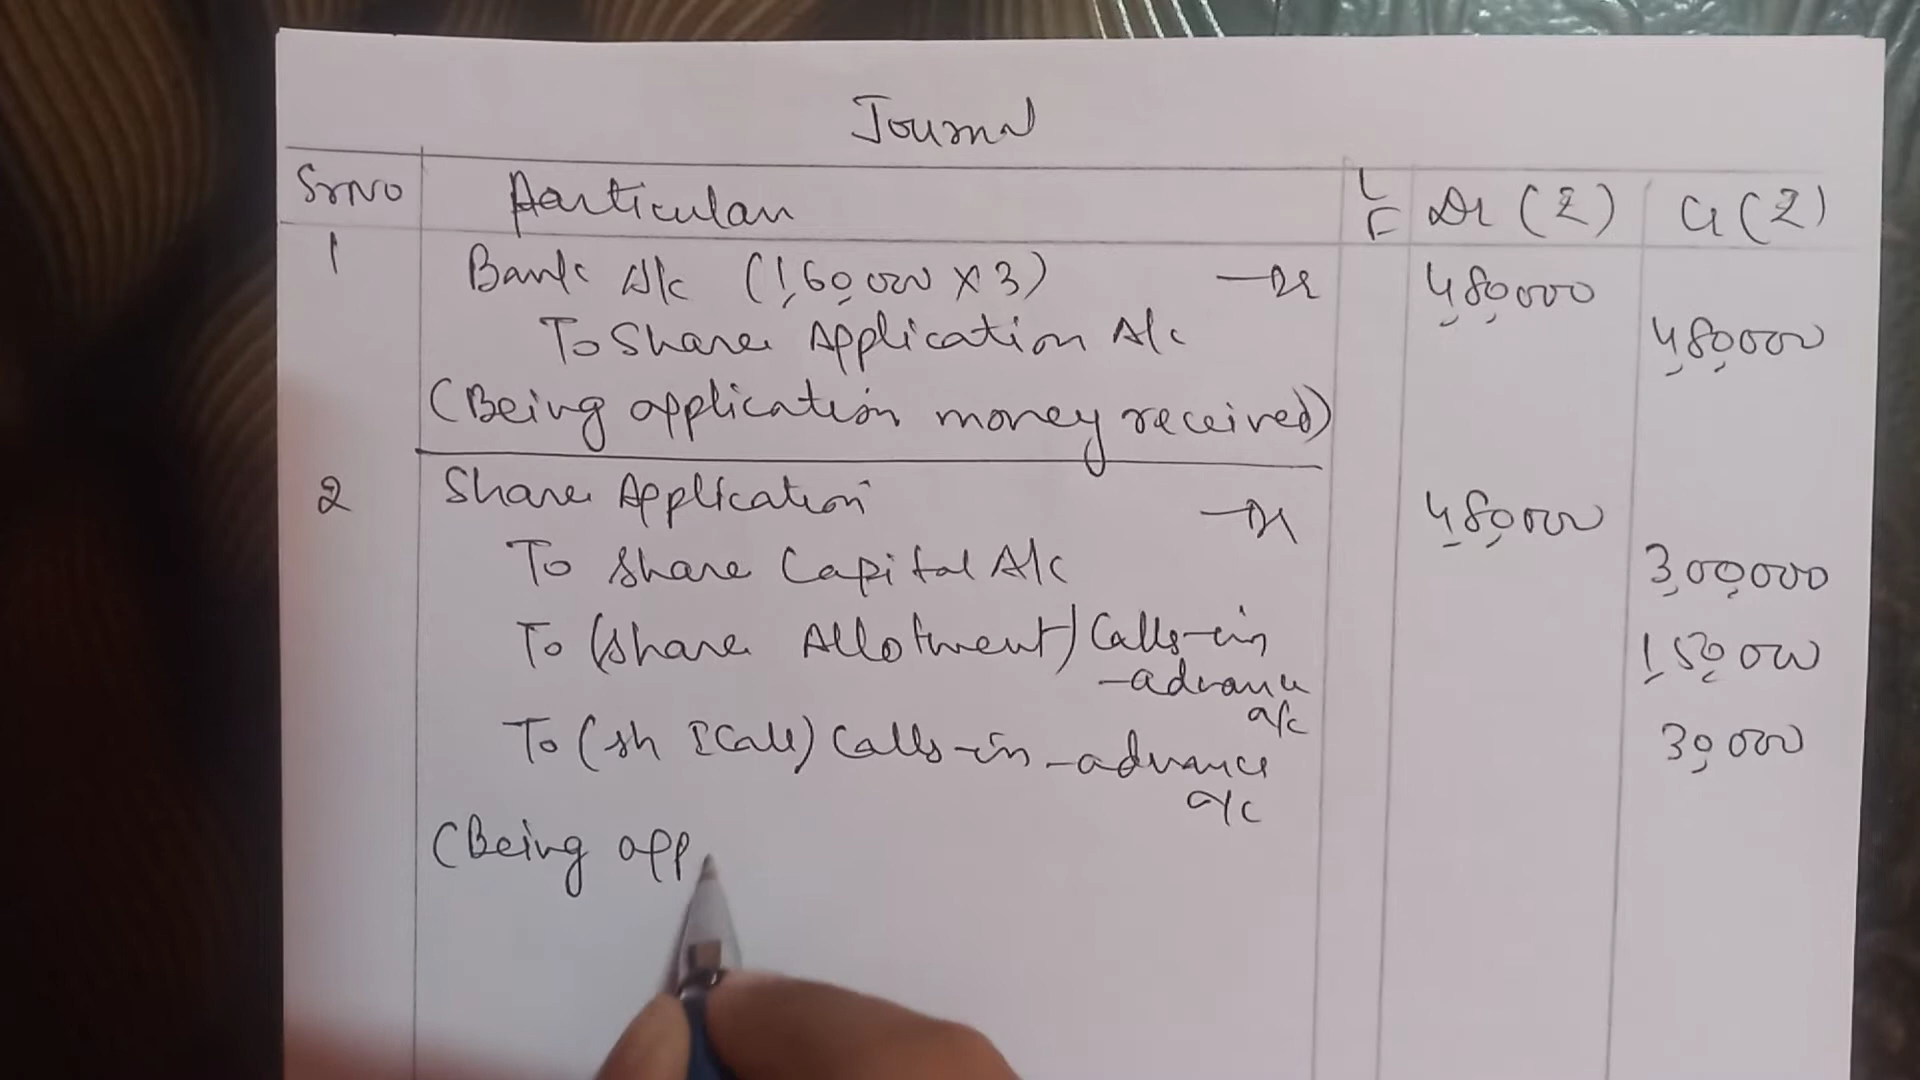 Journal
Sr No Particular L F Dr (₹) Cr (₹)
1 Bank A/c (1,60,000 X 3) —Dr 4,80,000
To Share Application A/c 4,80,000
(Being application money received)
2 Share Application —Dr 4,80,000
To Share Capital A/c 3,00,000
To (Share Allotment) Calls-in 1,50,000
-advance
a/c
To (sh I Call) Calls-in-advance 30,000
a/c
(Being app